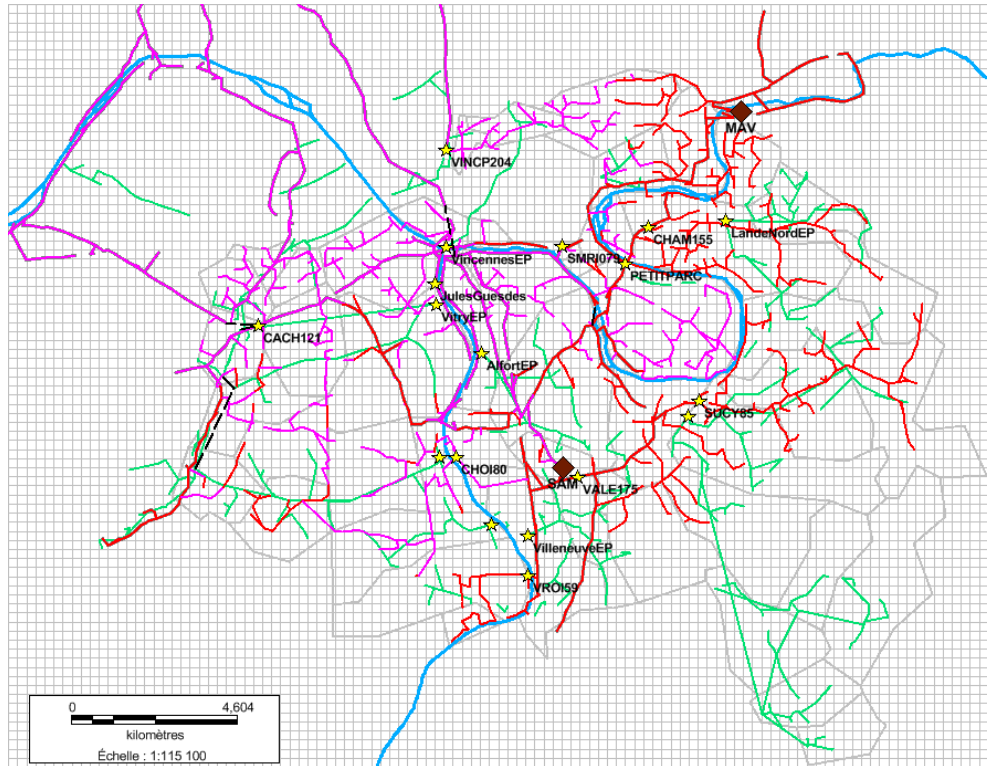 MAV
VINCP204
CHAM155
LandeNordEP
VincennesEP
SMRI079
PETITPARC
JulesGuesdes
VitryEP
CACH121
AlfortEP
SUCY85
CHOI80
SAM
VALE175
VilleneuveEP
VROI59
0 4,604
kilomètres
Échelle : 1:115 100